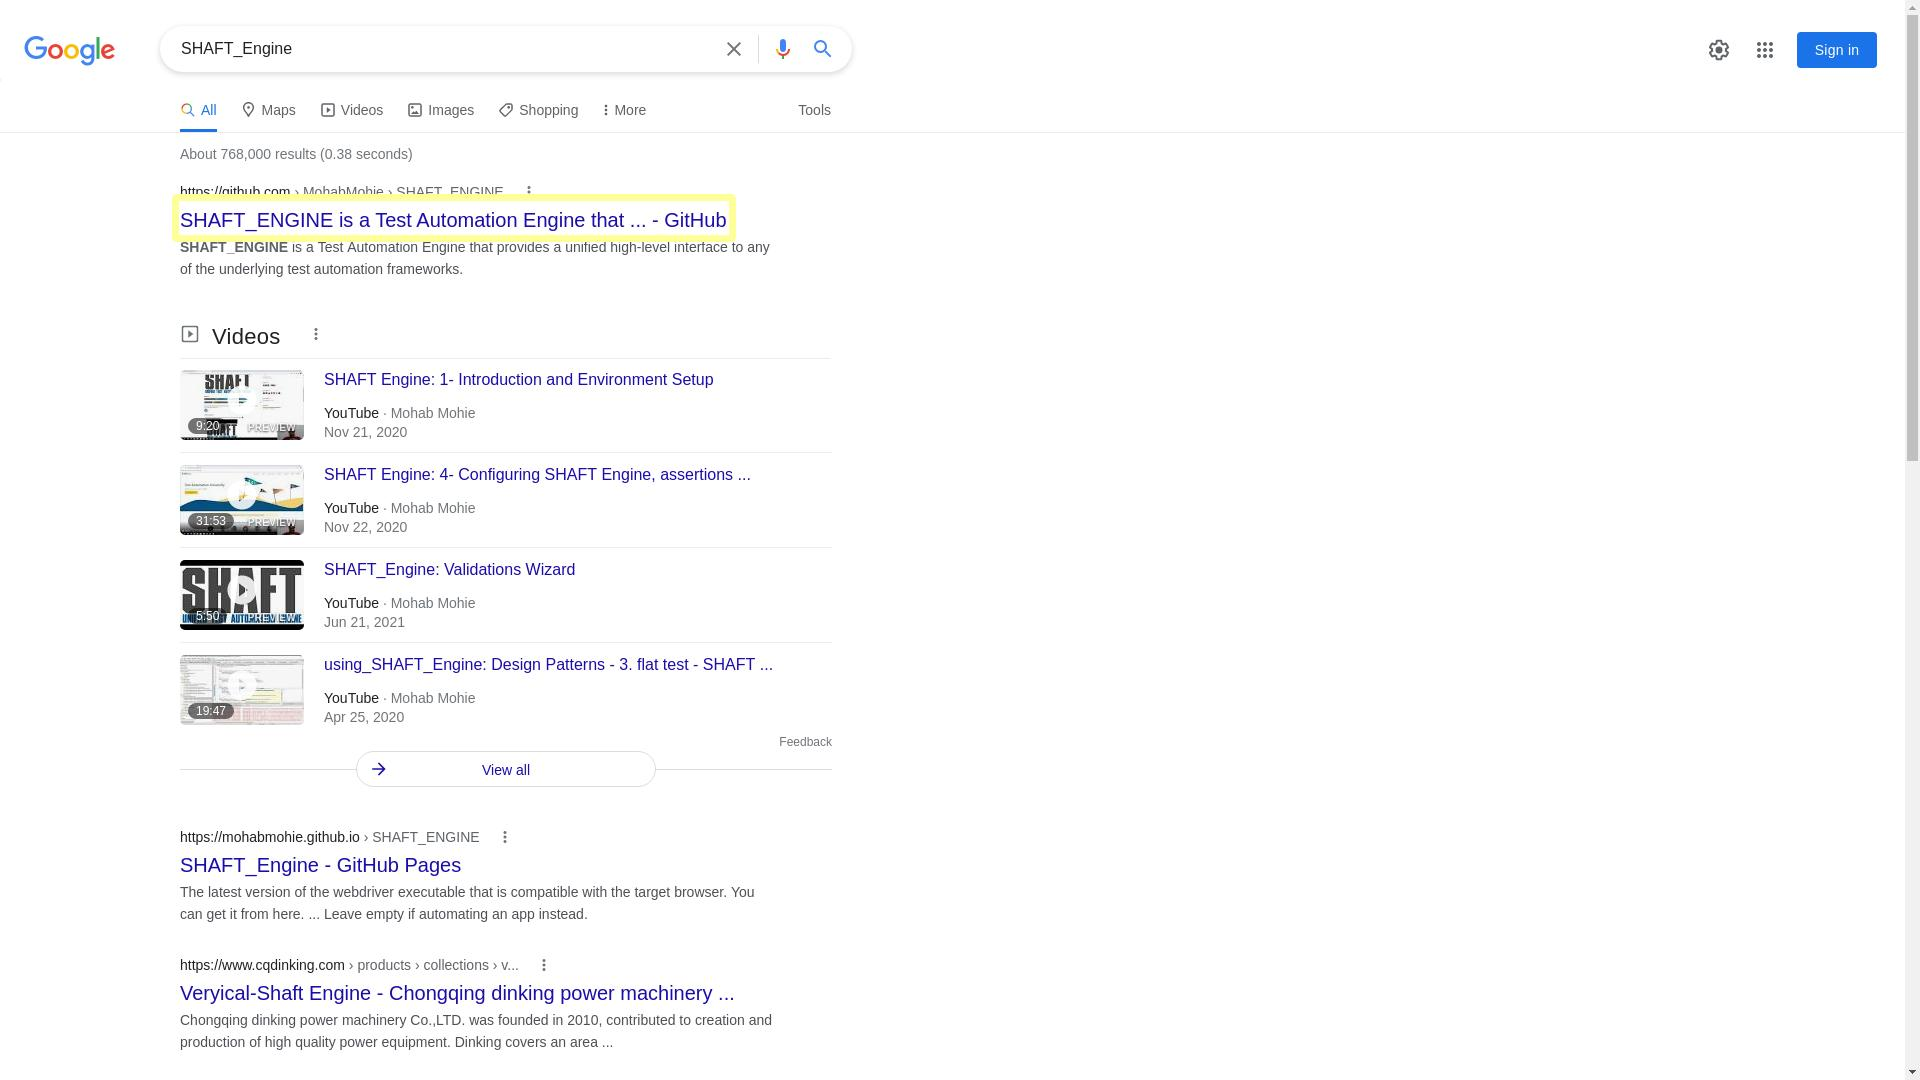 Google
SHAFT_Engine
Sign in
All
Maps
Videos
Images
Shopping
More
Tools
About 768,000 results (0.38 seconds)
https://github.com › MohabMohie › SHAFT_ENGINE
SHAFT_ENGINE is a Test Automation Engine that ... - GitHub
SHAFT_ENGINE is a Test Automation Engine that provides a unified high-level interface to any
of the underlying test automation frameworks.
Videos
SHAFT
9:20
PREVIEW
SHAFT Engine: 1- Introduction and Environment Setup
YouTube · Mohab Mohie
Nov 21, 2020
31:53
PREVIEW
SHAFT Engine: 4- Configuring SHAFT Engine, assertions ...
YouTube · Mohab Mohie
Nov 22, 2020
SHAFT
5:50
PREVIEW
SHAFT_Engine: Validations Wizard
YouTube · Mohab Mohie
Jun 21, 2021
19:47
using_SHAFT_Engine: Design Patterns - 3. flat test - SHAFT ...
YouTube · Mohab Mohie
Apr 25, 2020
Feedback
View all
https://mohabmohie.github.io › SHAFT_ENGINE
SHAFT_Engine - GitHub Pages
The latest version of the webdriver executable that is compatible with the target browser. You
can get it from here. ... Leave empty if automating an app instead.
https://www.cqdinking.com › products › collections › v...
Veryical-Shaft Engine - Chongqing dinking power machinery ...
Chongqing dinking power machinery Co.,LTD. was founded in 2010, contributed to creation and
production of high quality power equipment. Dinking covers an area ...